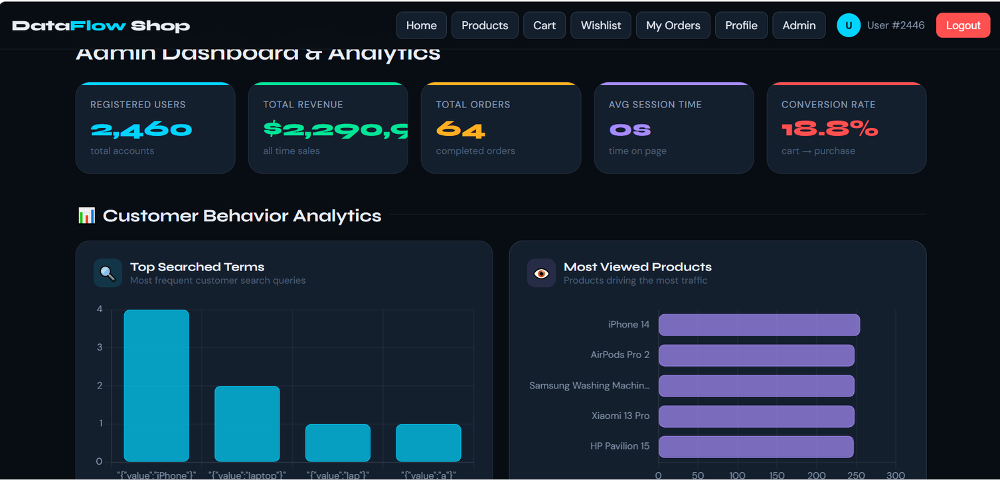 DataFlow Shop
Home Products Cart Wishlist My Orders Profile Admin U User #2446 Logout
Admin Dashboard & Analytics
REGISTERED USERS
2,460
total accounts
TOTAL REVENUE
$2,290,9
all time sales
TOTAL ORDERS
64
completed orders
AVG SESSION TIME
0s
time on page
CONVERSION RATE
18.8%
cart → purchase
Customer Behavior Analytics
Top Searched Terms
Most frequent customer search queries
4
3
2
1
0
"{"value":"iPhone"}" "{"value":"laptop"}" "{"value":"lap"}" "{"value":"a"}"
Most Viewed Products
Products driving the most traffic
iPhone 14
AirPods Pro 2
Samsung Washing Machin...
Xiaomi 13 Pro
HP Pavilion 15
0 50 100 150 200 250 300